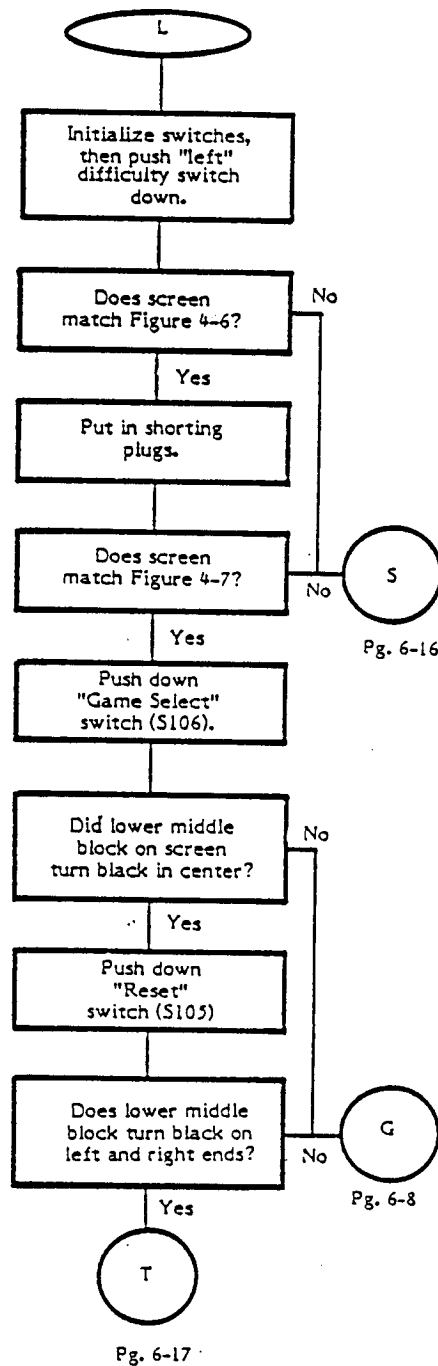 L
Initialize switches,
then push "left"
difficulty switch
down.
Does screen
match Figure 4-6?
No
Yes
Put in shorting
plugs.
Does screen
match Figure 4-7?
No
S
Pg. 6-16
Yes
Push down
"Game Select"
switch (S106).
Did lower middle
block on screen
turn black in center?
No
Yes
Push down
"Reset"
switch (S105)
Does lower middle
block turn black on
left and right ends?
No
G
Pg. 6-8
Yes
T
Pg. 6-17